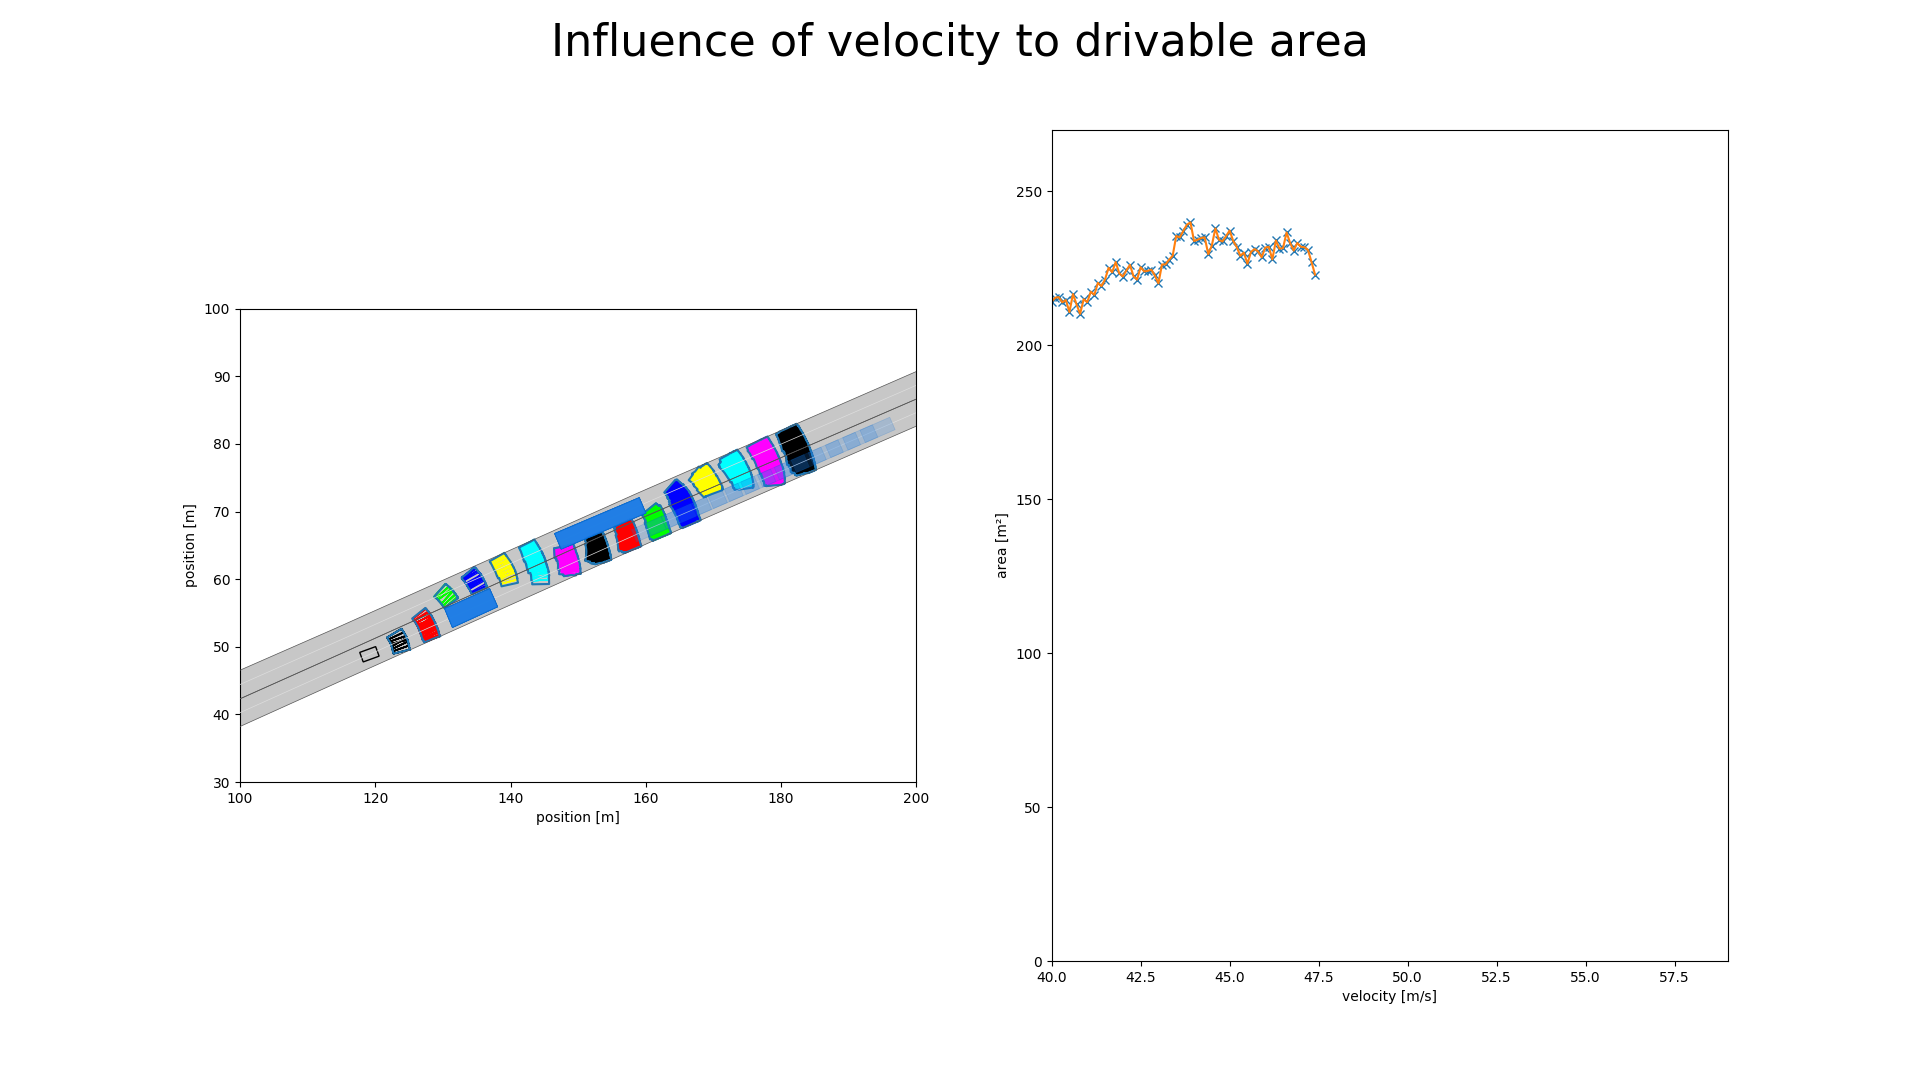 Influence of velocity to drivable area
100
90
80
70
60
50
40
30
position [m]
100 120 140 160 180 200
position [m]
250
200
150
100
50
0
area [m²]
40.0 42.5 45.0 47.5 50.0 52.5 55.0 57.5
velocity [m/s]